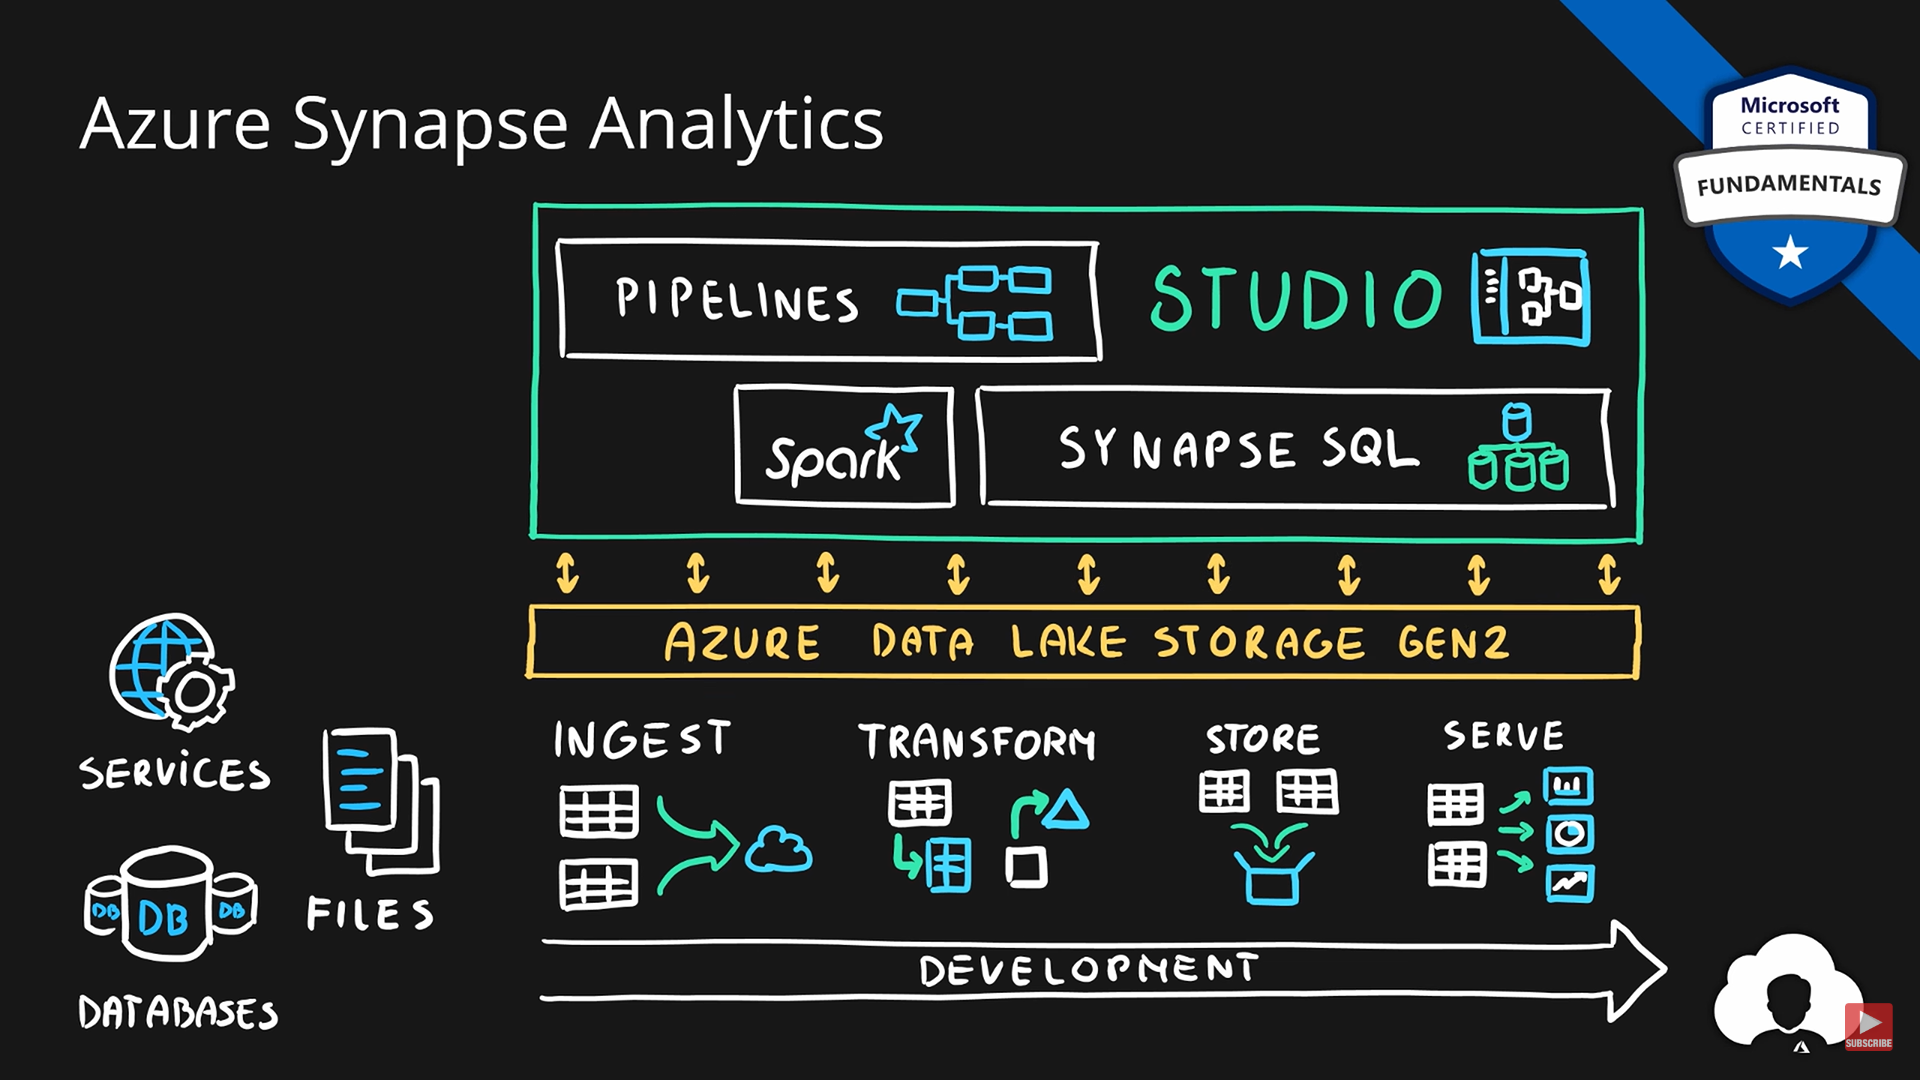 Azure Synapse Analytics
Microsoft
CERTIFIED
FUNDAMENTALS
PIPELINES
STUDIO
Spark
SYNAPSE SQL
AZURE DATA LAKE STORAGE GEN2
SERVICES
FILES
DB DB DB
DATABASES
INGEST
TRANSFORM
STORE
SERVE
DEVELOPMENT
SUBSCRIBE